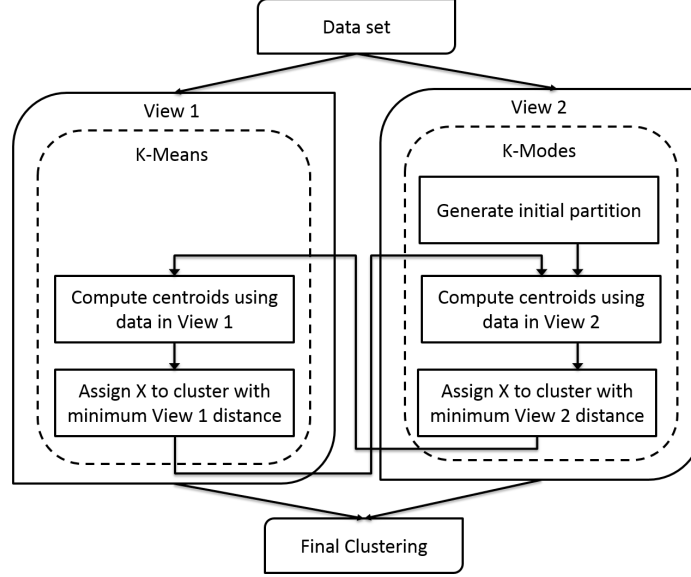 Data set
View 1
K-Means
Compute centroids using
data in View 1
Assign X to cluster with
minimum View 1 distance
View 2
K-Modes
Generate initial partition
Compute centroids using
data in View 2
Assign X to cluster with
minimum View 2 distance
Final Clustering